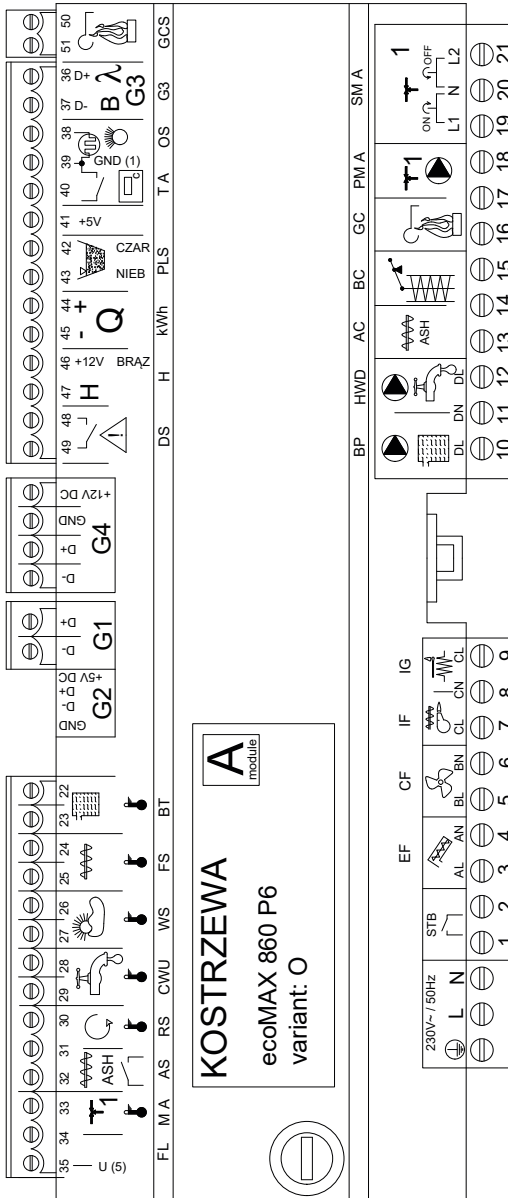 50
51
GCS
36 D+
37 D-
B λ
G3
G3
38
39
GND (1)
OS
40
C
T A
41 +5V
42 CZAR
43 NIEB
PLS
44 +
45 -
Q
kWh
46 +12V BRĄZ
47 H
H
48
49
DS
+12V DC
GND
D+
D-
G4
D+
D-
G1
+5V DC
D+
D-
GND
G2
22
23
BT
24
25
FS
26
27
WS
28
29
CWU
30
RS
31
32
ASH
AS
33
1
M A
34
35 U (5)
FL
A
module
KOSTRZEWA
ecoMAX 860 P6
variant: O
SM A
1
ON OFF
L1 N L2
19 20 21
PM A
1
17 18
GC
16
BC
14 15
AC
ASH
13
HWD
DL
12
DN
11
BP
DL
10
IG
CL
9
CN
8
IF
CL
7
CF
BL BN
5 6
EF
AL AN
3 4
STB
1 2
230V~ / 50Hz
L N